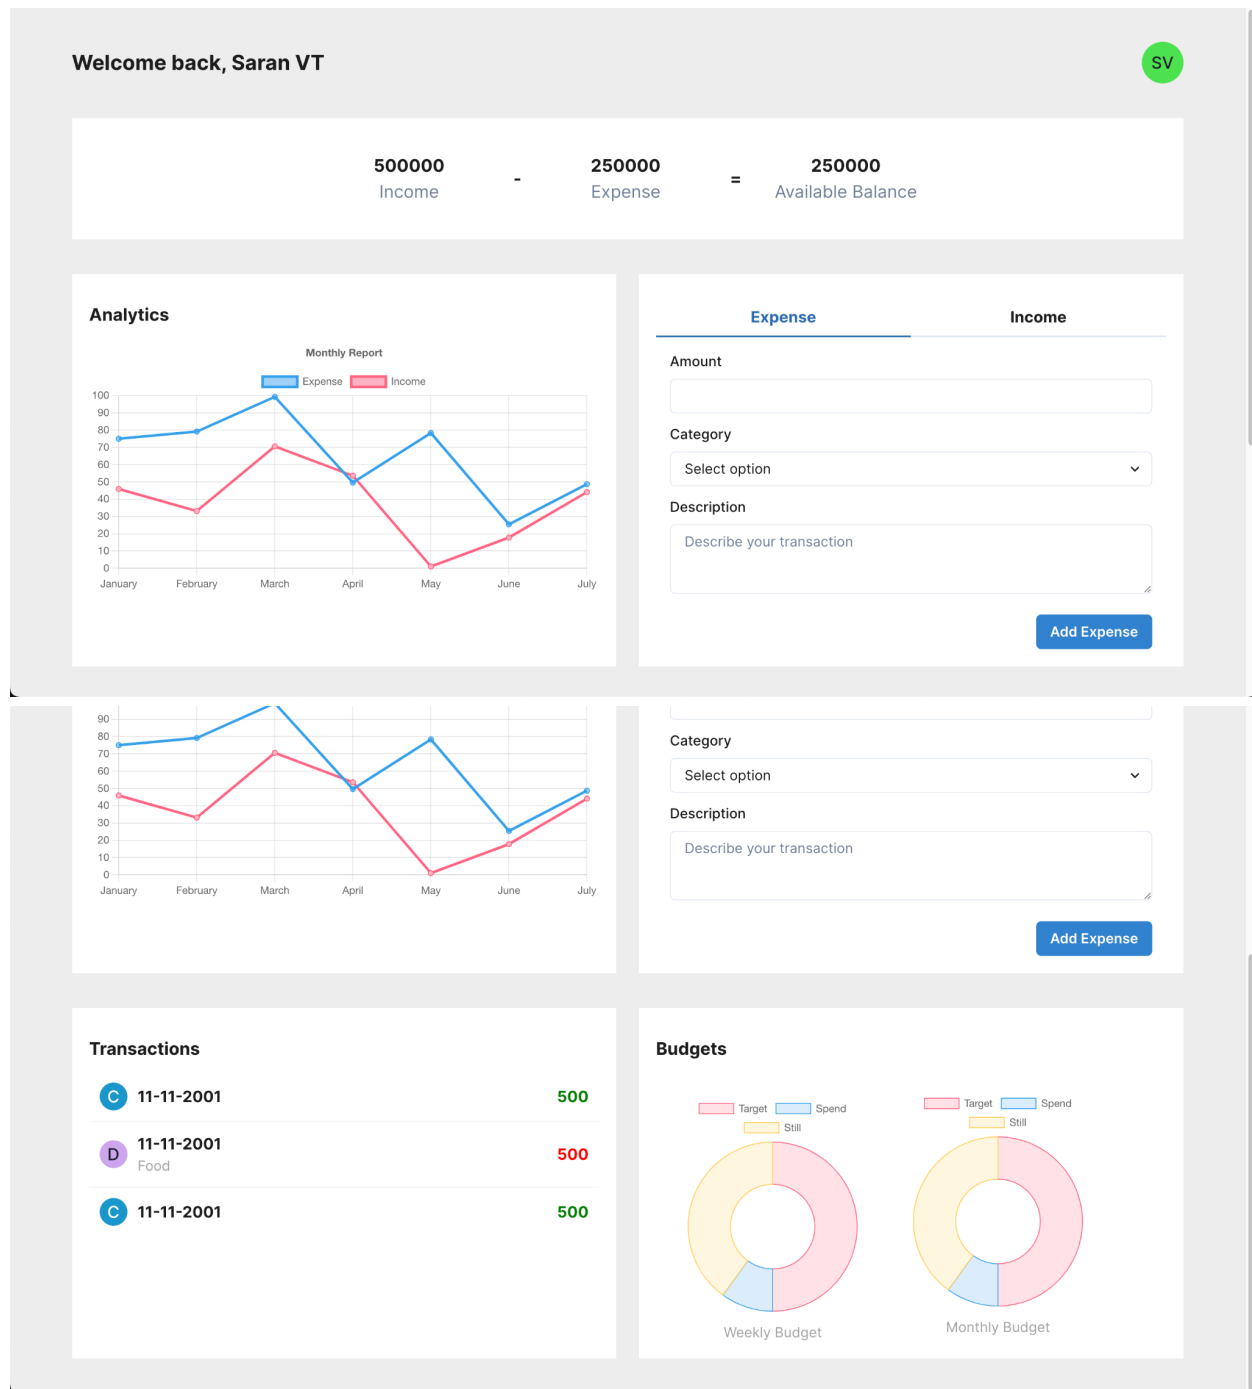 Welcome back, Saran VT
SV
500000 - 250000 = 250000
Income Expense Available Balance
Analytics
Monthly Report
Expense Income
100
90
80
70
60
50
40
30
20
10
0
January February March April May June July
Expense Income
Amount
Category
Select option
Description
Describe your transaction
Add Expense
90
80
70
60
50
40
30
20
10
0
January February March April May June July
Category
Select option
Description
Describe your transaction
Add Expense
Transactions
C 11-11-2001 500
D 11-11-2001 500
Food
C 11-11-2001 500
Budgets
Target Spend
Still
Weekly Budget
Target Spend
Still
Monthly Budget